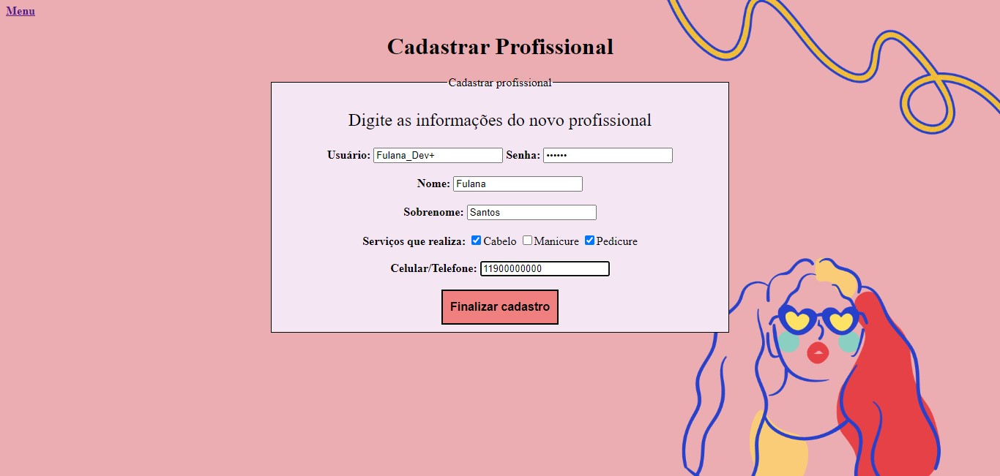 Menu
Cadastrar Profissional
Cadastrar profissional
Digite as informações do novo profissional
Usuário: Fulana_Dev+ Senha: ••••••
Nome: Fulana
Sobrenome: Santos
Serviços que realiza: Cabelo Manicure Pedicure
Celular/Telefone: 11900000000
Finalizar cadastro